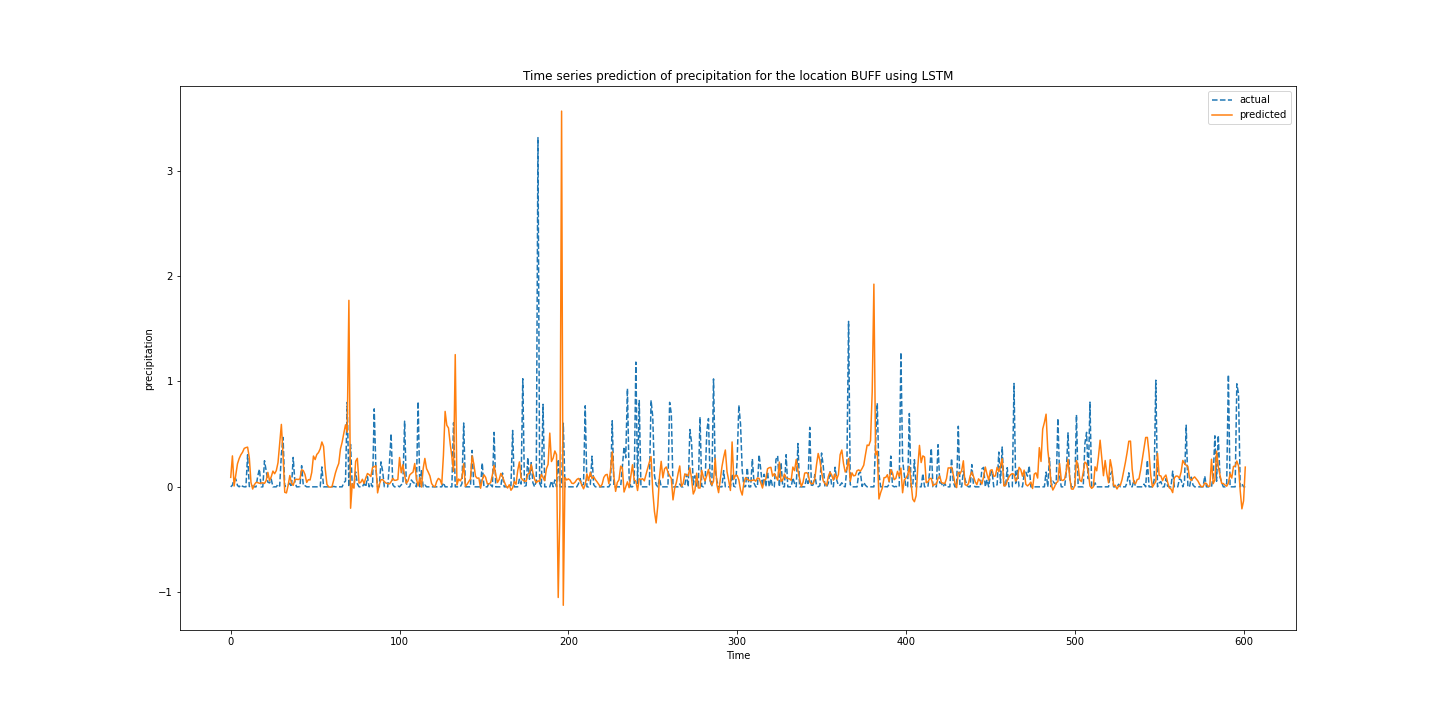 Time series prediction of precipitation for the location BUFF using LSTM
actual
predicted
3
2
1
0
−1
precipitation
0 100 200 300 400 500 600
Time